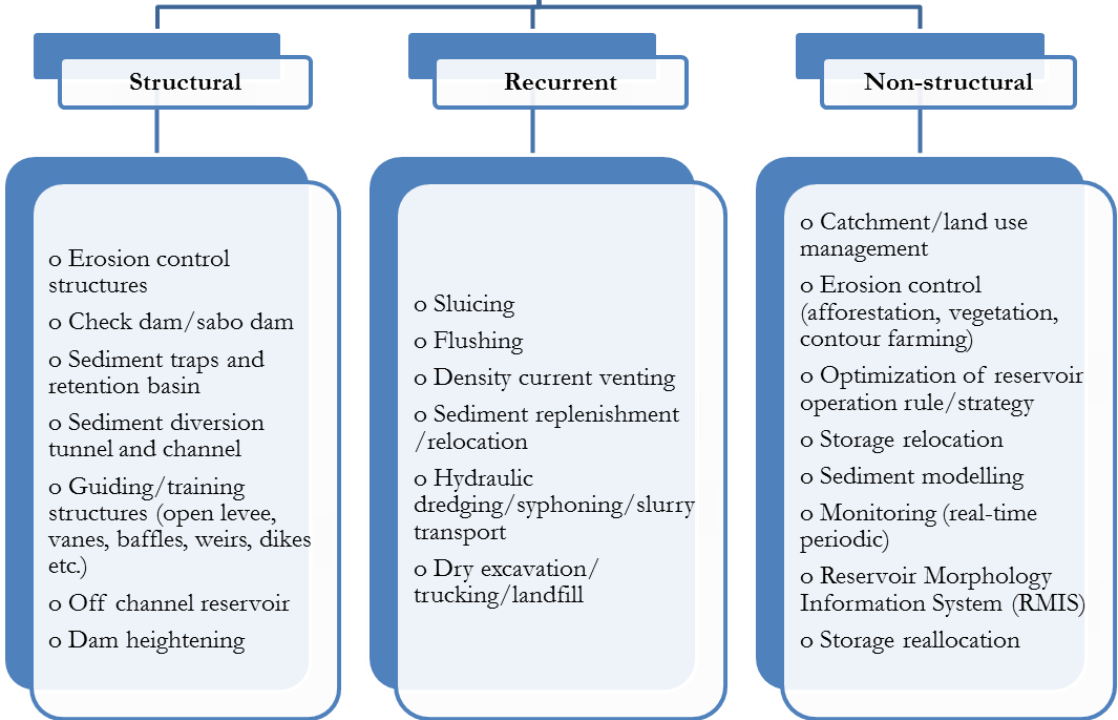 Structural
Recurrent
Non-structural
o Erosion control
structures
o Check dam/sabo dam
o Sediment traps and
retention basin
o Sediment diversion
tunnel and channel
o Guiding/training
structures (open levee,
vanes, baffles, weirs, dikes
etc.)
o Off channel reservoir
o Dam heightening
o Sluicing
o Flushing
o Density current venting
o Sediment replenishment
/relocation
o Hydraulic
dredging/syphoning/slurry
transport
o Dry excavation/
trucking/landfill
o Catchment/land use
management
o Erosion control
(afforestation, vegetation,
contour farming)
o Optimization of reservoir
operation rule/strategy
o Storage relocation
o Sediment modelling
o Monitoring (real-time
periodic)
o Reservoir Morphology
Information System (RMIS)
o Storage reallocation